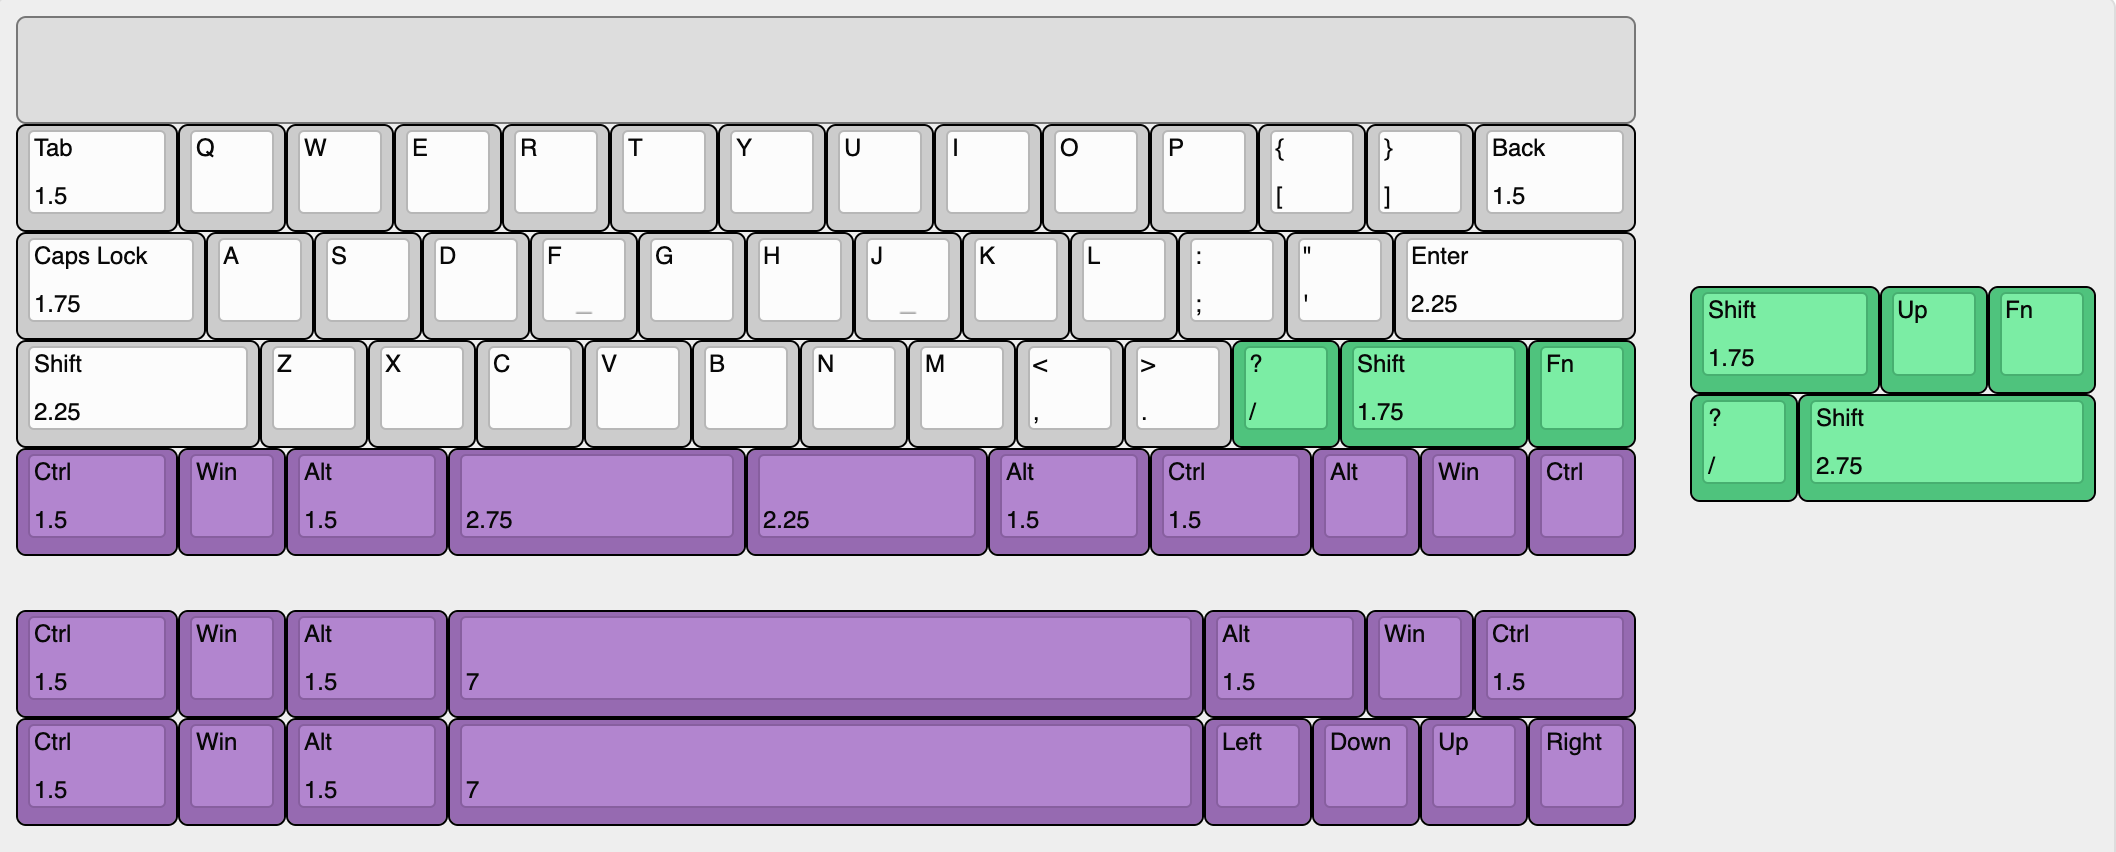 Tab Q W E R T Y U I O P { } Back
1.5 [ ] 1.5
Caps Lock A S D F G H J K L : " Enter
1.75 _ _ ; ' 2.25
Shift Z X C V B N M < > ? Shift Fn
2.25 , . / 1.75
Ctrl Win Alt Alt Ctrl Alt Win Ctrl
1.5 1.5 2.75 2.25 1.5 1.5
Ctrl Win Alt Alt Win Ctrl
1.5 1.5 7 1.5 1.5
Ctrl Win Alt Left Down Up Right
1.5 1.5 7
Shift Up Fn
1.75
? Shift
/ 2.75